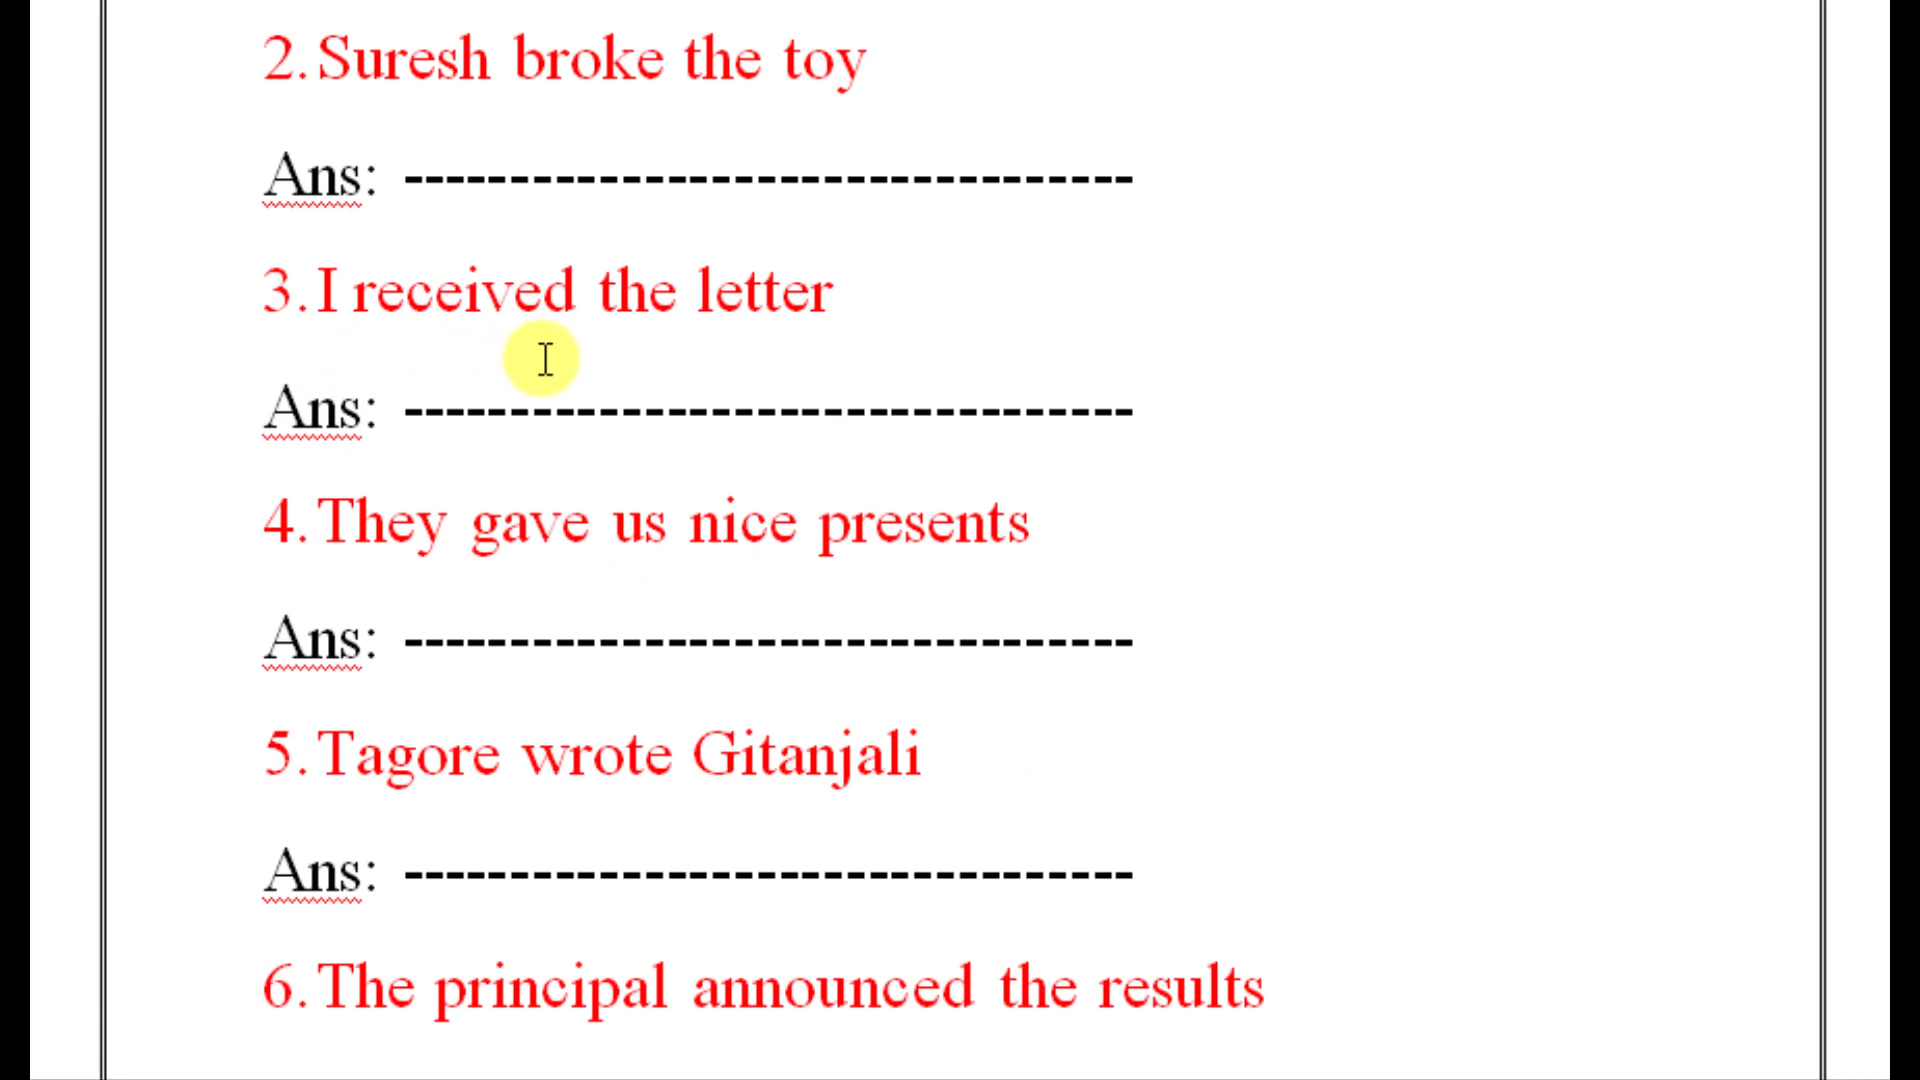 2. Suresh broke the toy
Ans: ---------------------------------
3. I received the letter
Ans: ---------------------------------
4. They gave us nice presents
Ans: ---------------------------------
5. Tagore wrote Gitanjali
Ans: ---------------------------------
6. The principal announced the results